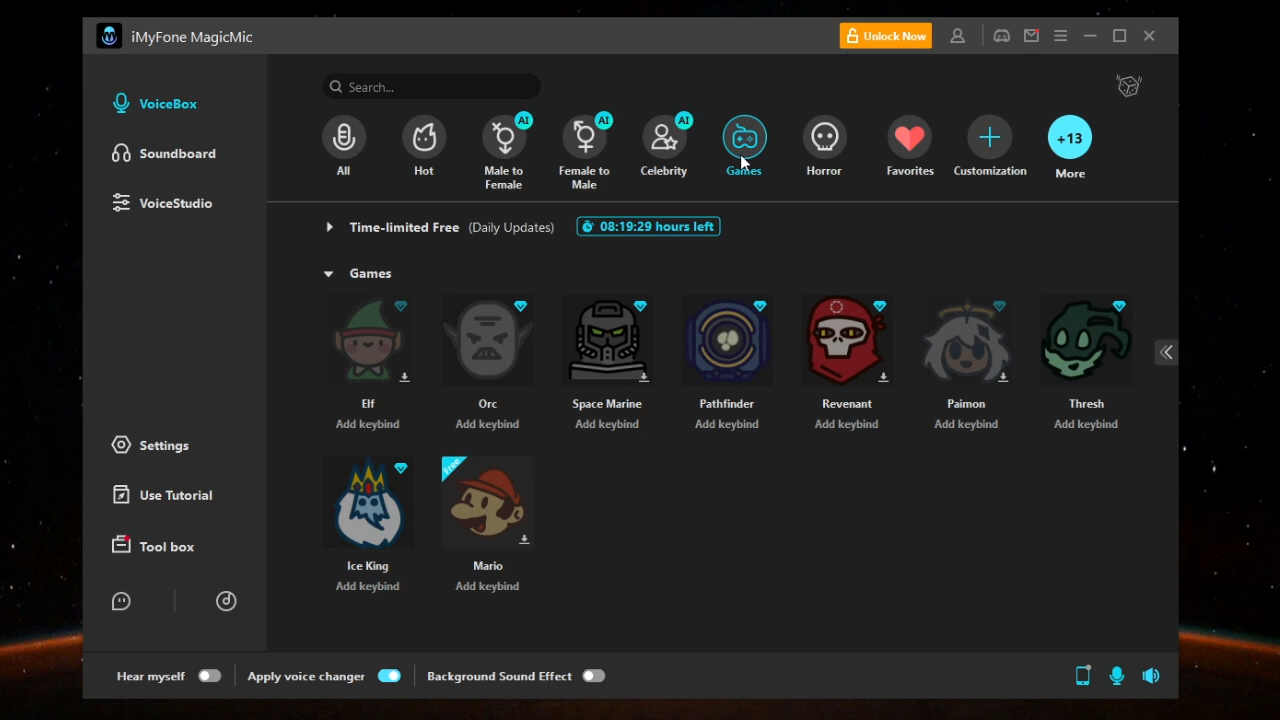 iMyFone MagicMic
Unlock Now
VoiceBox
Soundboard
VoiceStudio
Settings
Use Tutorial
Tool box
Search...
AI
AI
AI
+13
All
Hot
Male to
Female
Female to
Male
Celebrity
Games
Horror
Favorites
Customization
More
Time-limited Free (Daily Updates)
08:19:29 hours left
Games
Elf
Orc
Space Marine
Pathfinder
Revenant
Paimon
Thresh
Add keybind
Add keybind
Add keybind
Add keybind
Add keybind
Add keybind
Add keybind
Free
Ice King
Mario
Add keybind
Add keybind
Hear myself
Apply voice changer
Background Sound Effect